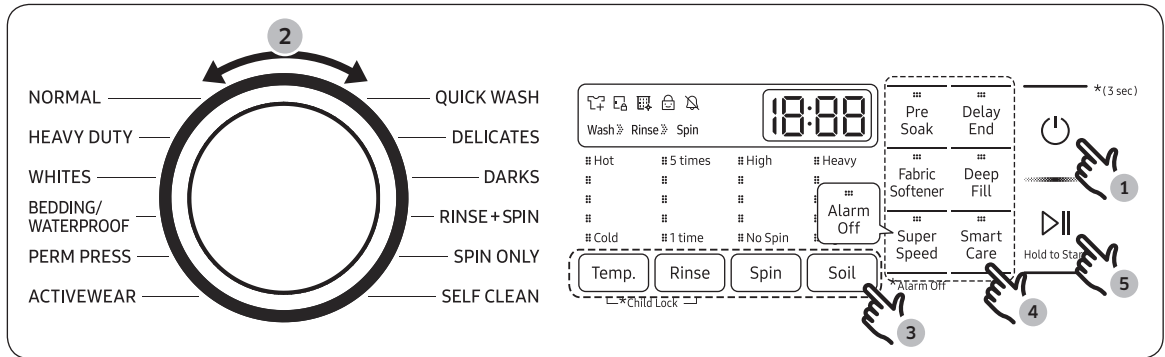 2
NORMAL
HEAVY DUTY
WHITES
BEDDING/
WATERPROOF
PERM PRESS
ACTIVEWEAR
QUICK WASH
DELICATES
DARKS
RINSE+SPIN
SPIN ONLY
SELF CLEAN
Wash Rinse Spin
18:88
Hot 5 times High Heavy
Cold 1 time No Spin
Alarm
Off
Temp. Rinse Spin Soil
*Child Lock
3
Pre
Soak
Delay
End
Fabric
Softener
Deep
Fill
Super
Speed
Smart
Care
*Alarm Off
4
*(3 sec)
1
Hold to
5